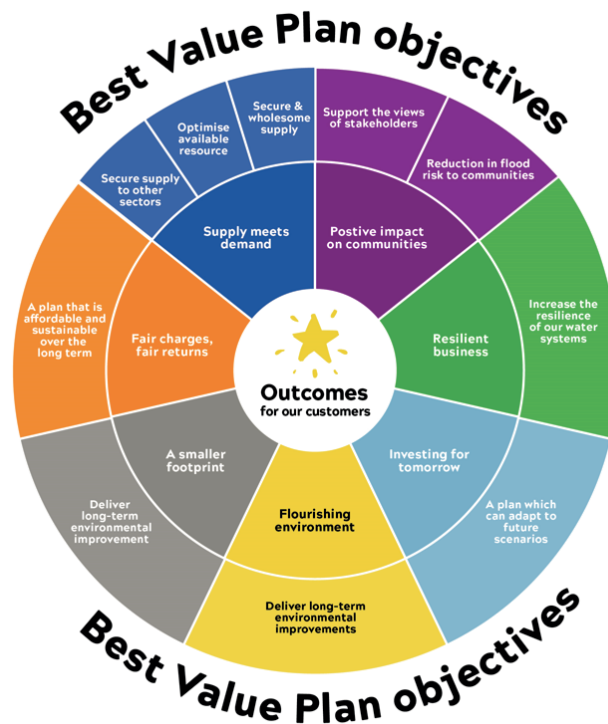 Best Value Plan objectives
Secure supply
to other
sectors
Optimise
available
resource
Secure &
wholesome
supply
Support the views
of stakeholders
Reduction in flood
risk to communities
Increase the
resilience
of our water
systems
A plan which
can adapt to
future
scenarios
Deliver long-term
environmental
improvements
Deliver
long-term
environmental
improvement
A plan that is
affordable and
sustainable
over the
long term
Supply meets
demand
Postive impact
on communities
Resilient
business
Investing for
tomorrow
Flourishing
environment
A smaller
footprint
Fair charges,
fair returns
Outcomes
for our customers
Best Value Plan objectives